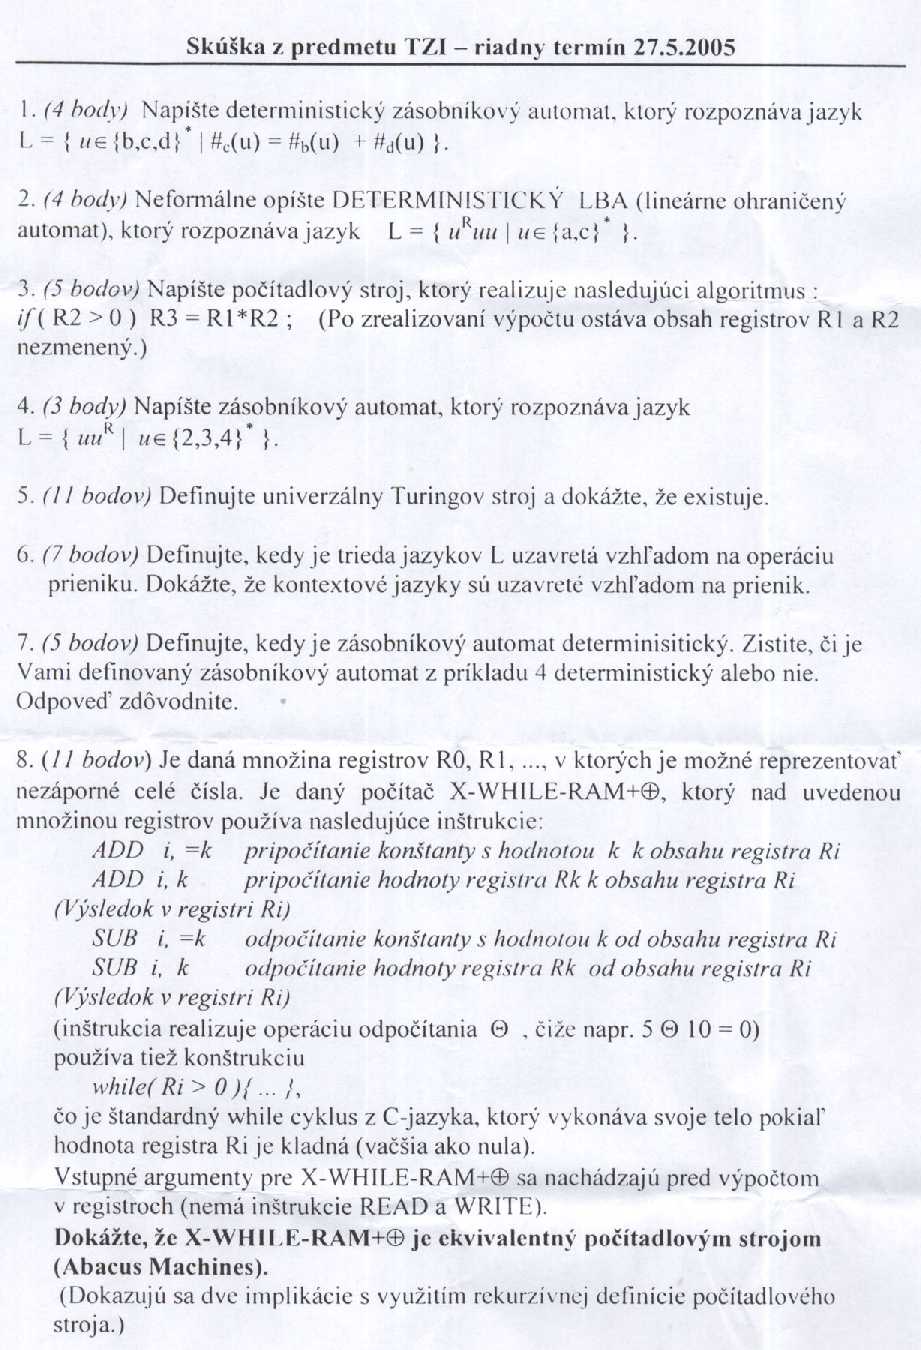 Skúška z predmetu TZI – riadny termín 27.5.2005
1. (4 body) Napíšte deterministický zásobníkový automat, ktorý rozpoznáva jazyk
L = { u∈{b,c,d}* | #c(u) = #b(u) + #d(u) }.
2. (4 body) Neformálne opíšte DETERMINISTICKÝ LBA (lineárne ohraničený
automat), ktorý rozpoznáva jazyk L = { uᴿuu | u∈{a,c}* }.
3. (5 bodov) Napíšte počítadlový stroj, ktorý realizuje nasledujúci algoritmus :
if ( R2 > 0 ) R3 = R1*R2 ; (Po zrealizovaní výpočtu ostáva obsah registrov R1 a R2
nezmenený.)
4. (3 body) Napíšte zásobníkový automat, ktorý rozpoznáva jazyk
L = { uuᴿ | u∈{2,3,4}* }.
5. (11 bodov) Definujte univerzálny Turingov stroj a dokážte, že existuje.
6. (7 bodov) Definujte, kedy je trieda jazykov L uzavretá vzhľadom na operáciu
prieniku. Dokážte, že kontextové jazyky sú uzavreté vzhľadom na prienik.
7. (5 bodov) Definujte, kedy je zásobníkový automat determinisitický. Zistite, či je
Vami definovaný zásobníkový automat z príkladu 4 deterministický alebo nie.
Odpoveď zdôvodnite.
8. (11 bodov) Je daná množina registrov R0, R1, ..., v ktorých je možné reprezentovať
nezáporné celé čísla. Je daný počítač X-WHILE-RAM+⊕, ktorý nad uvedenou
množinou registrov používa nasledujúce inštrukcie:
ADD i, =k pripočítanie konštanty s hodnotou k k obsahu registra Ri
ADD i, k pripočítanie hodnoty registra Rk k obsahu registra Ri
(Výsledok v registri Ri)
SUB i, =k odpočítanie konštanty s hodnotou k od obsahu registra Ri
SUB i, k odpočítanie hodnoty registra Rk od obsahu registra Ri
(Výsledok v registri Ri)
(inštrukcia realizuje operáciu odpočítania Θ , čiže napr. 5 Θ 10 = 0)
používa tiež konštrukciu
while( Ri > 0 ){ ... },
čo je štandardný while cyklus z C-jazyka, ktorý vykonáva svoje telo pokiaľ
hodnota registra Ri je kladná (vačšia ako nula).
Vstupné argumenty pre X-WHILE-RAM+⊕ sa nachádzajú pred výpočtom
v registroch (nemá inštrukcie READ a WRITE).
Dokážte, že X-WHILE-RAM+⊕ je ekvivalentný počítadlovým strojom
(Abacus Machines).
(Dokazujú sa dve implikácie s využitím rekurzívnej definície počítadlového
stroja.)